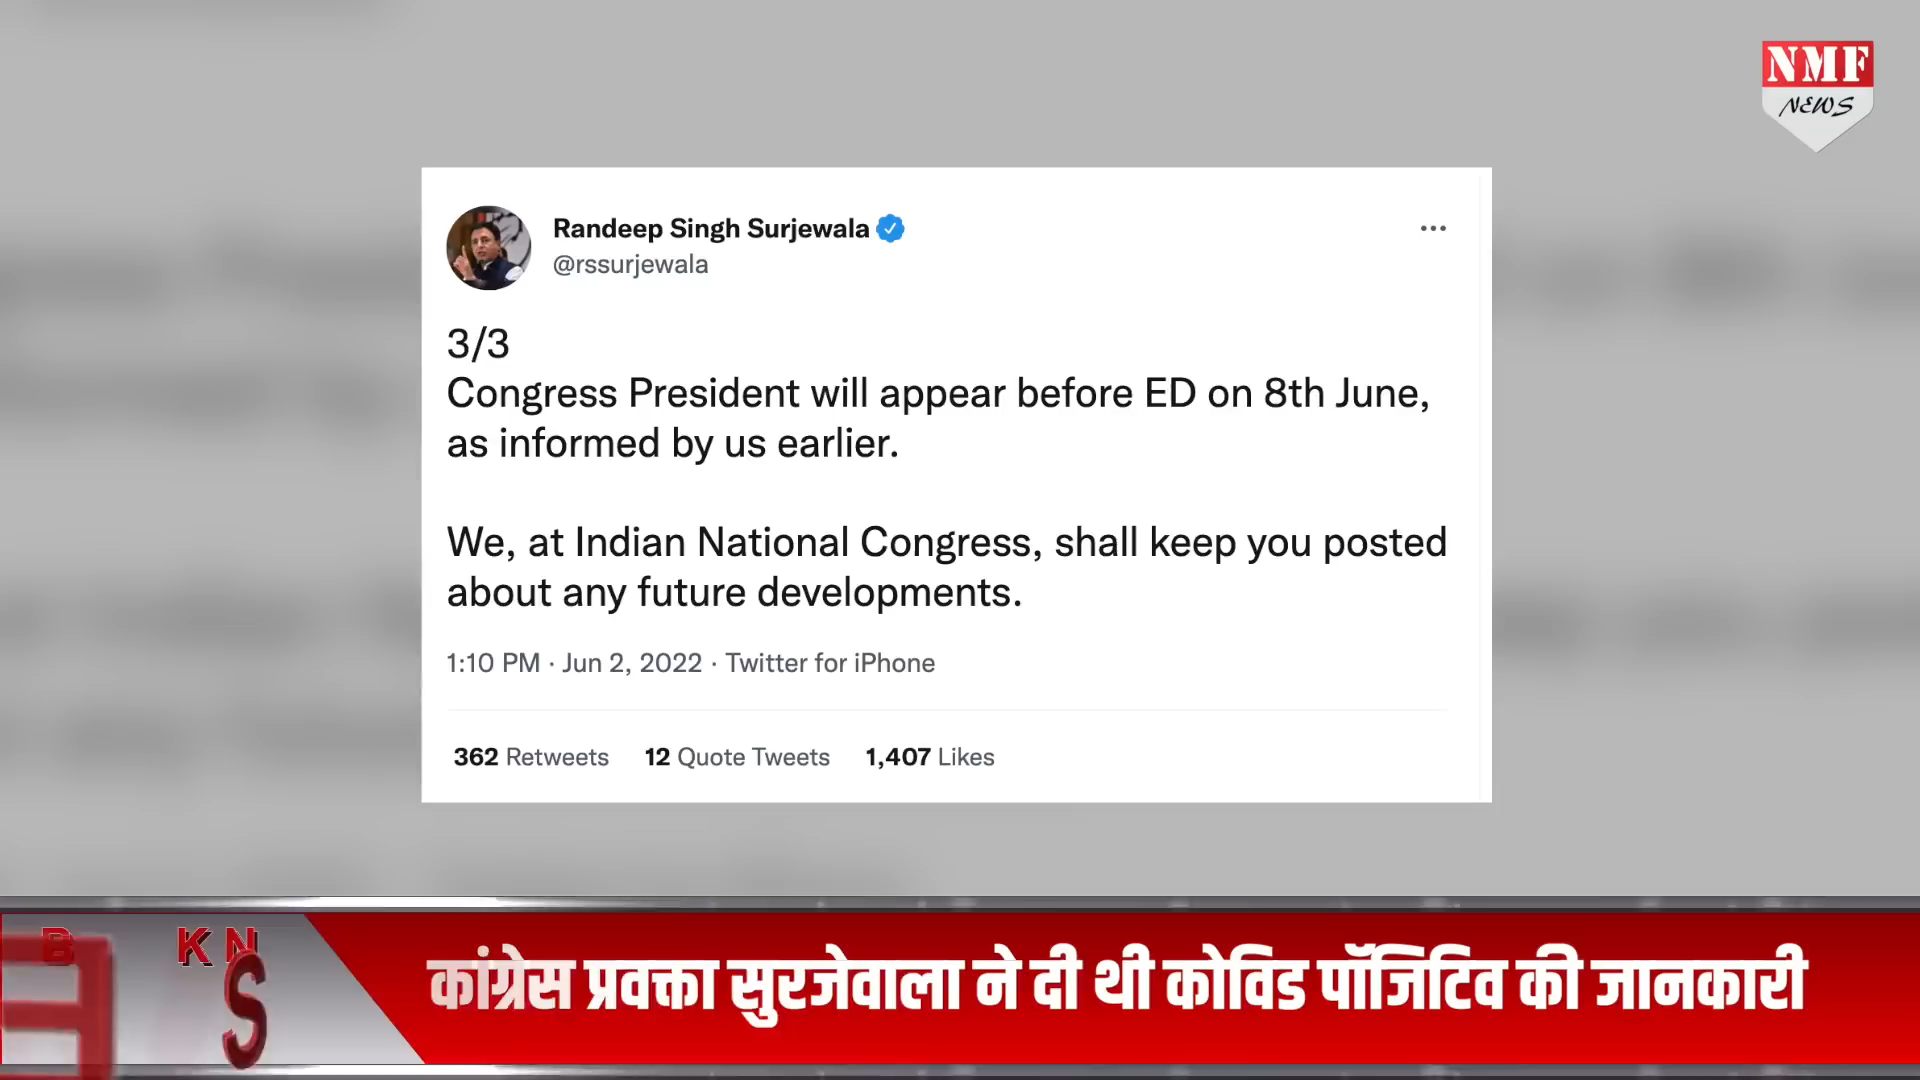 NMF
NEWS
Randeep Singh Surjewala
@rssurjewala
3/3
Congress President will appear before ED on 8th June,
as informed by us earlier.
We, at Indian National Congress, shall keep you posted
about any future developments.
1:10 PM · Jun 2, 2022 · Twitter for iPhone
362 Retweets 12 Quote Tweets 1,407 Likes
B K N
S
कांग्रेस प्रवक्ता सुरजेवाला ने दी थी कोविड पॉजिटिव की जानकारी